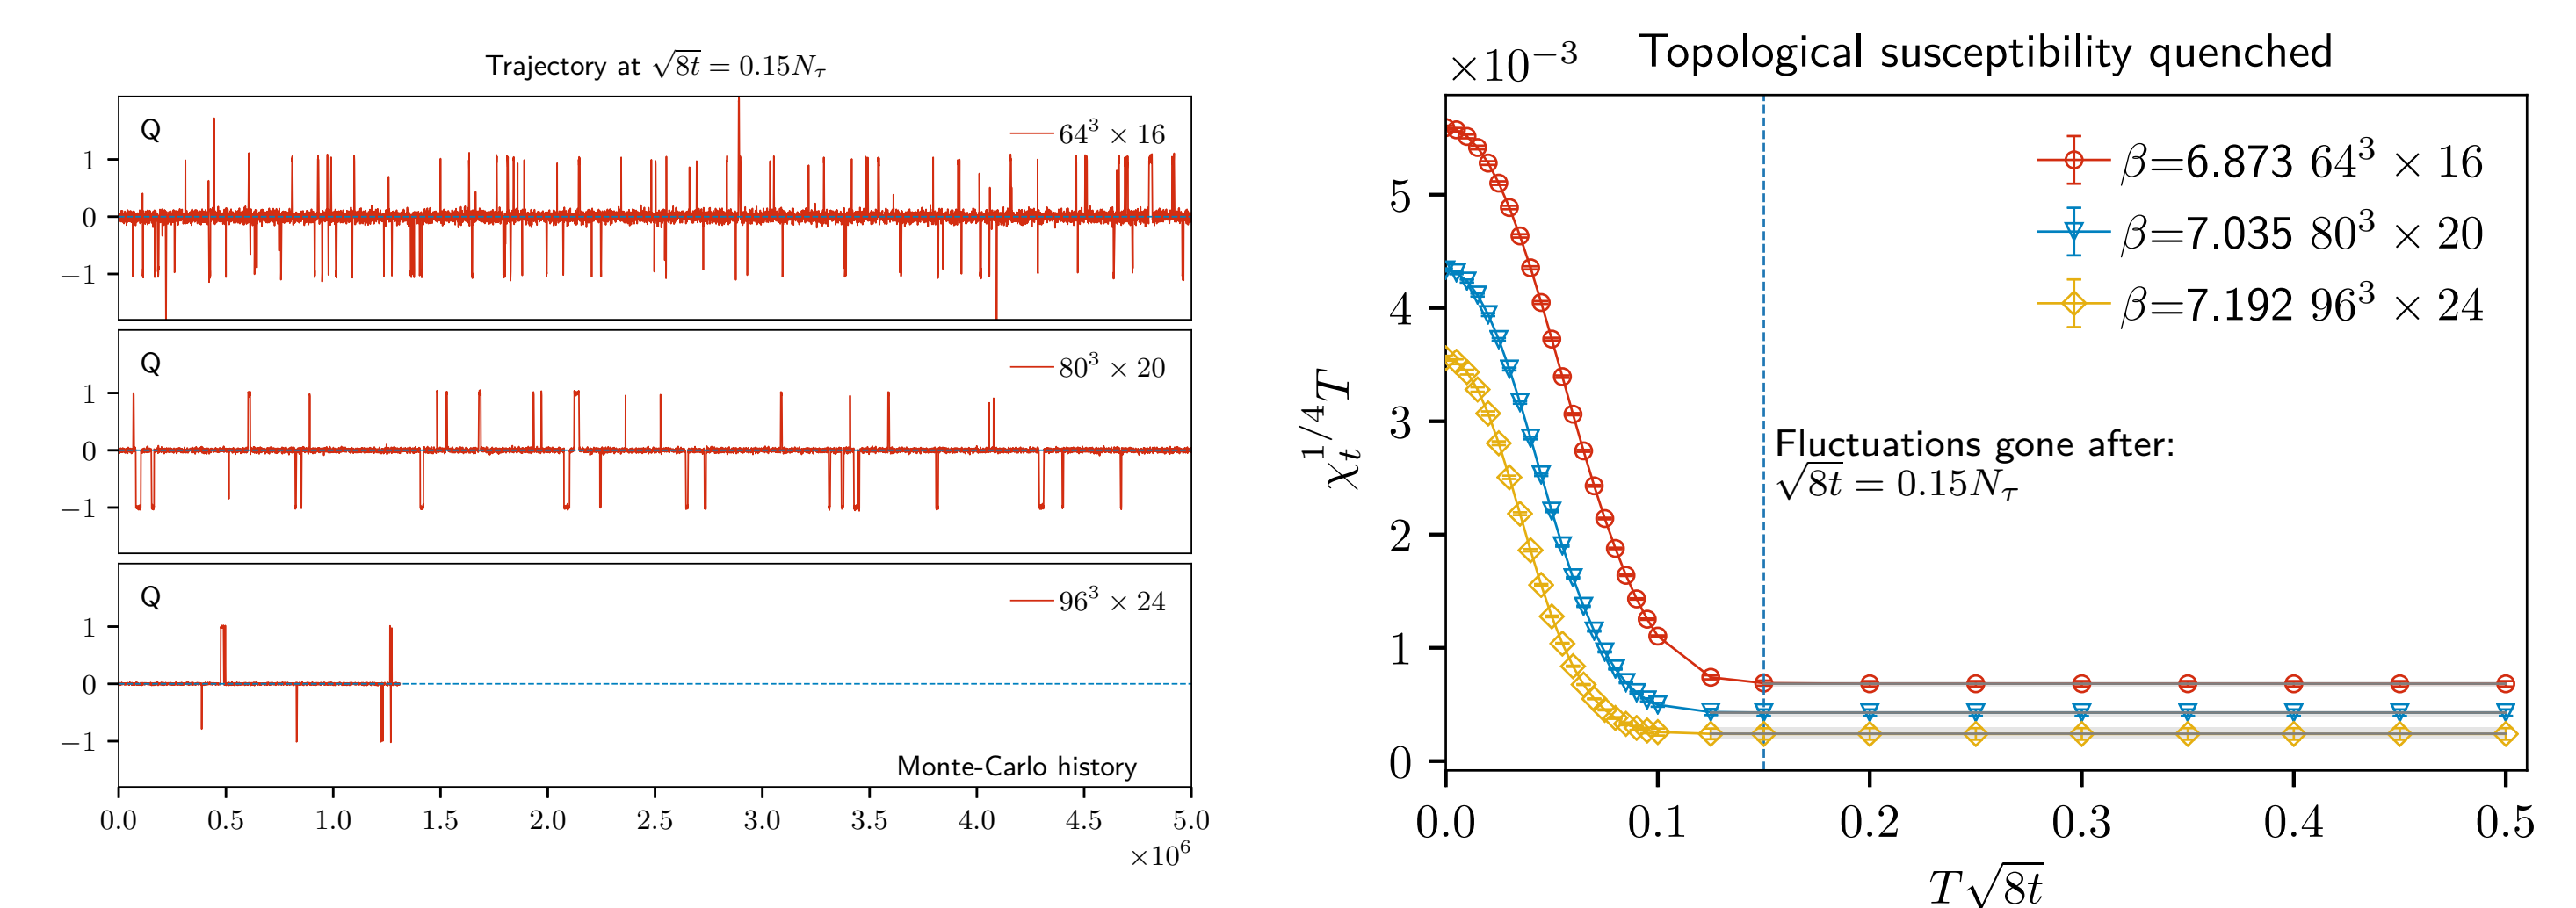 Trajectory at √8t = 0.15N_τ
Q
64³ × 16
1
0
−1
Q
80³ × 20
1
0
−1
Q
96³ × 24
1
0
−1
Monte-Carlo history
0.0 0.5 1.0 1.5 2.0 2.5 3.0 3.5 4.0 4.5 5.0
×10⁶
×10⁻³
Topological susceptibility quenched
β=6.873 64³ × 16
β=7.035 80³ × 20
β=7.192 96³ × 24
χ_t^{1/4}T
5
4
3
2
1
0
Fluctuations gone after:
√8t = 0.15N_τ
0.0 0.1 0.2 0.3 0.4 0.5
T√8t